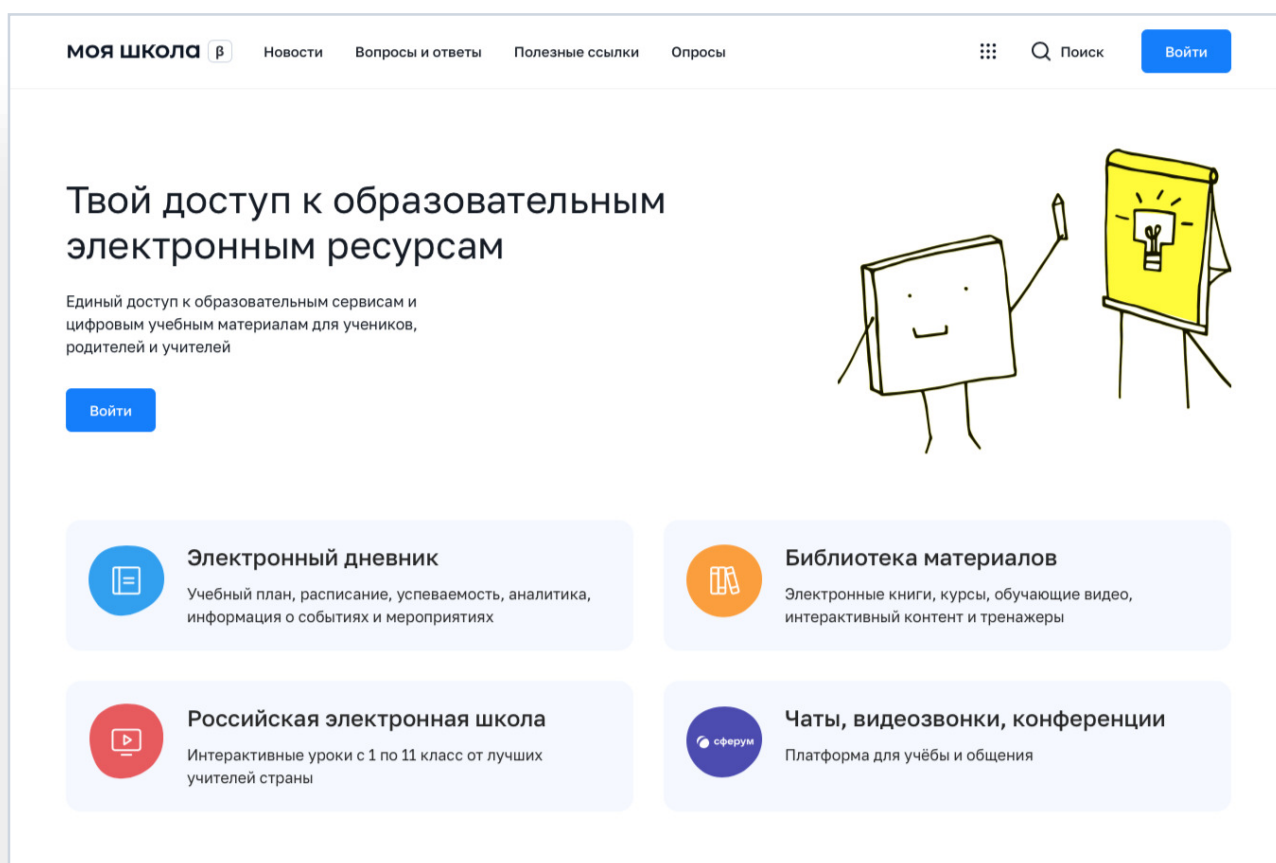 моя школа β Новости Вопросы и ответы Полезные ссылки Опросы Поиск Войти
Твой доступ к образовательным
электронным ресурсам
Единый доступ к образовательным сервисам и
цифровым учебным материалам для учеников,
родителей и учителей
Войти
Электронный дневник
Учебный план, расписание, успеваемость, аналитика,
информация о событиях и мероприятиях
Библиотека материалов
Электронные книги, курсы, обучающие видео,
интерактивный контент и тренажеры
Российская электронная школа
Интерактивные уроки с 1 по 11 класс от лучших
учителей страны
сферум
Чаты, видеозвонки, конференции
Платформа для учёбы и общения